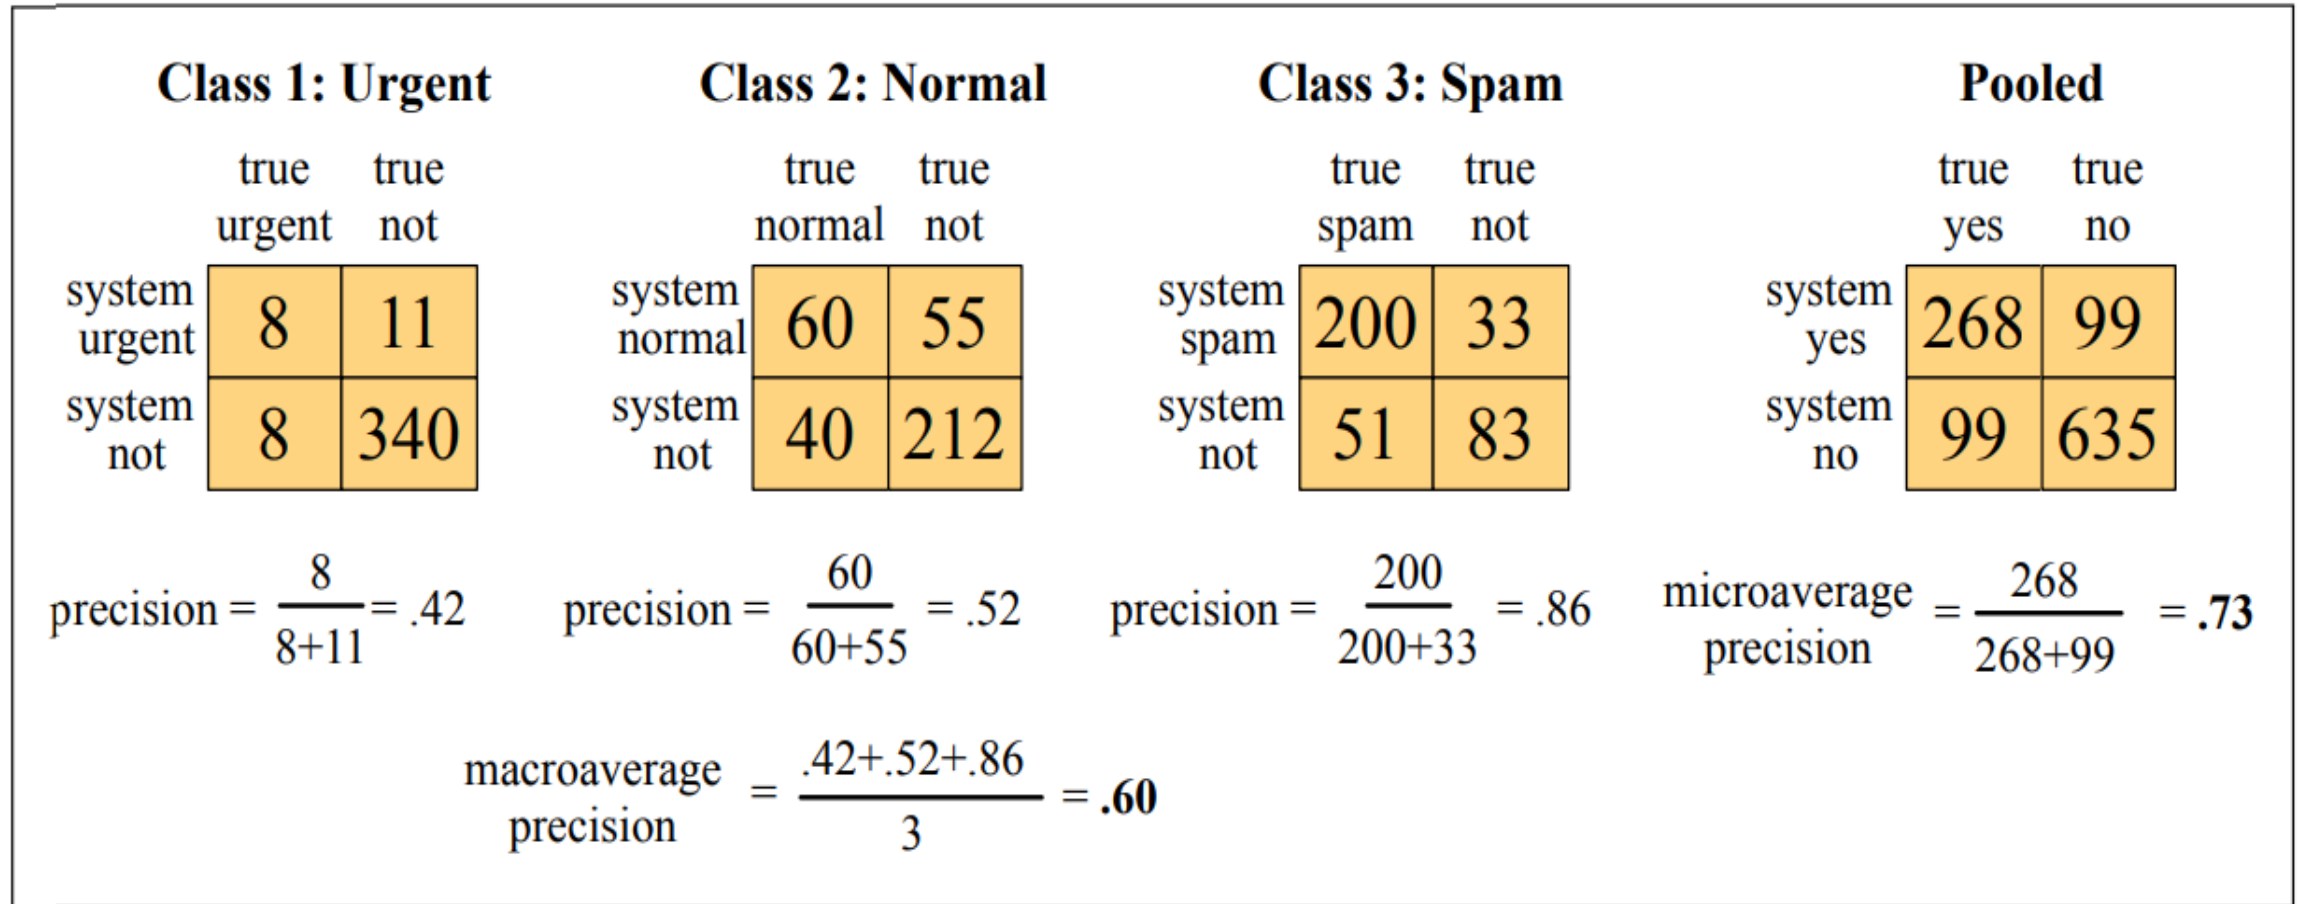 Class 1: Urgent
true true
urgent not
system urgent 8 11
system not 8 340
precision = 8 / 8+11 = .42
Class 2: Normal
true true
normal not
system normal 60 55
system not 40 212
precision = 60 / 60+55 = .52
Class 3: Spam
true true
spam not
system spam 200 33
system not 51 83
precision = 200 / 200+33 = .86
Pooled
true true
yes no
system yes 268 99
system no 99 635
microaverage precision = 268 / 268+99 = .73
macroaverage precision = .42+.52+.86 / 3 = .60